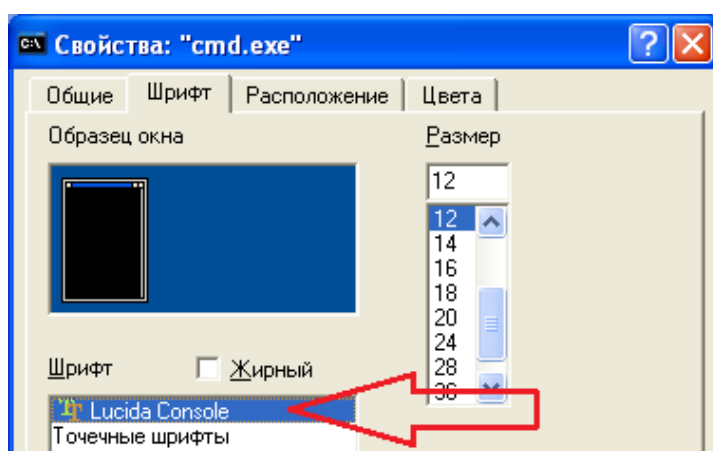 Свойства: "cmd.exe"
Общие Шрифт Расположение Цвета
Образец окна
Размер
12
12
14
16
18
20
24
28
36
Шрифт Жирный
Lucida Console
Точечные шрифты